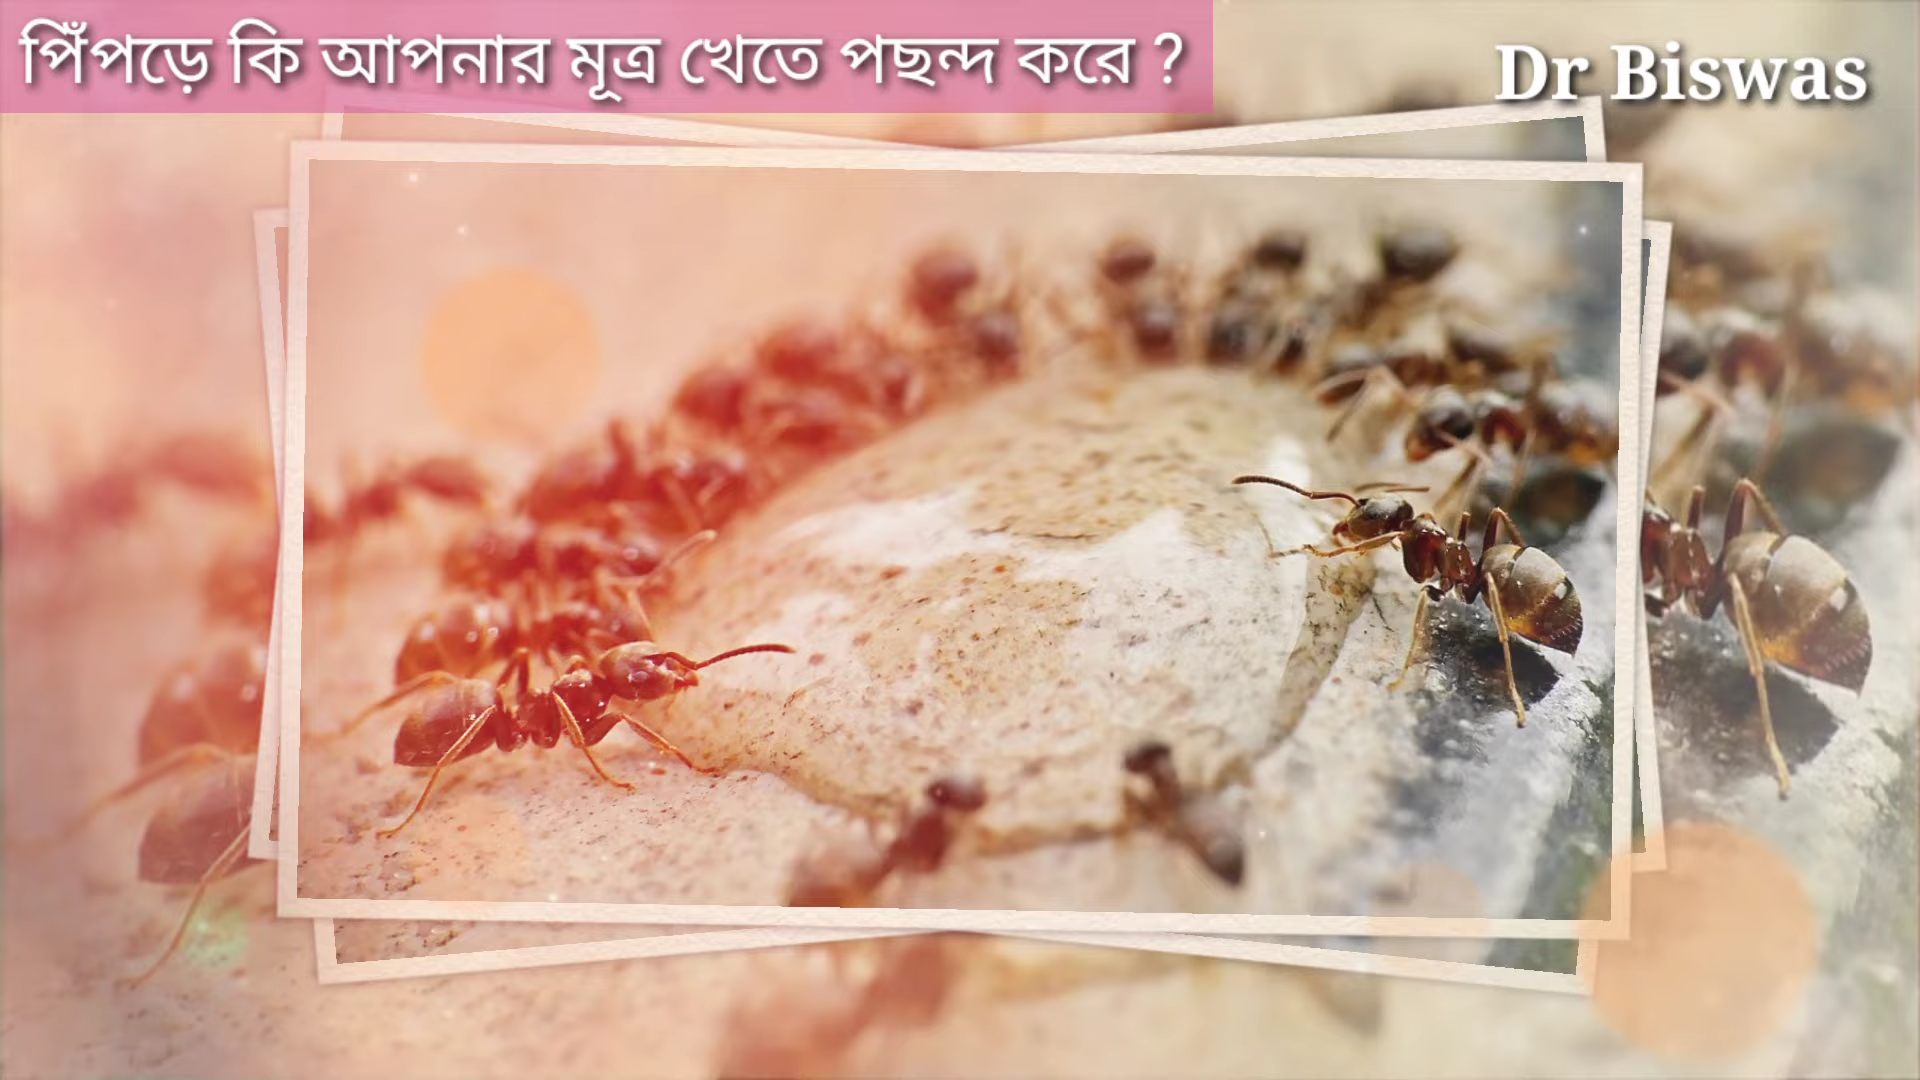 পিঁপড়ে কি আপনার মূত্র খেতে পছন্দ করে ?
Dr Biswas